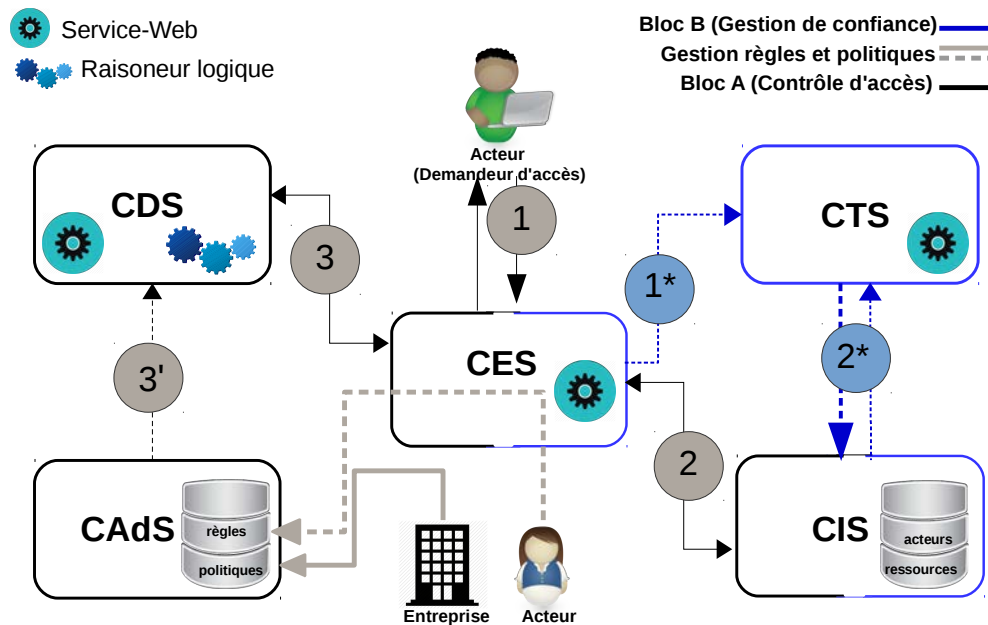 Service-Web
Raisoneur logique
Bloc B (Gestion de confiance)
Gestion règles et politiques
Bloc A (Contrôle d'accès)
Acteur
(Demandeur d'accès)
CDS
CTS
1
3
1*
CES
3'
2*
2
CAdS
règles
politiques
CIS
acteurs
ressources
Entreprise
Acteur